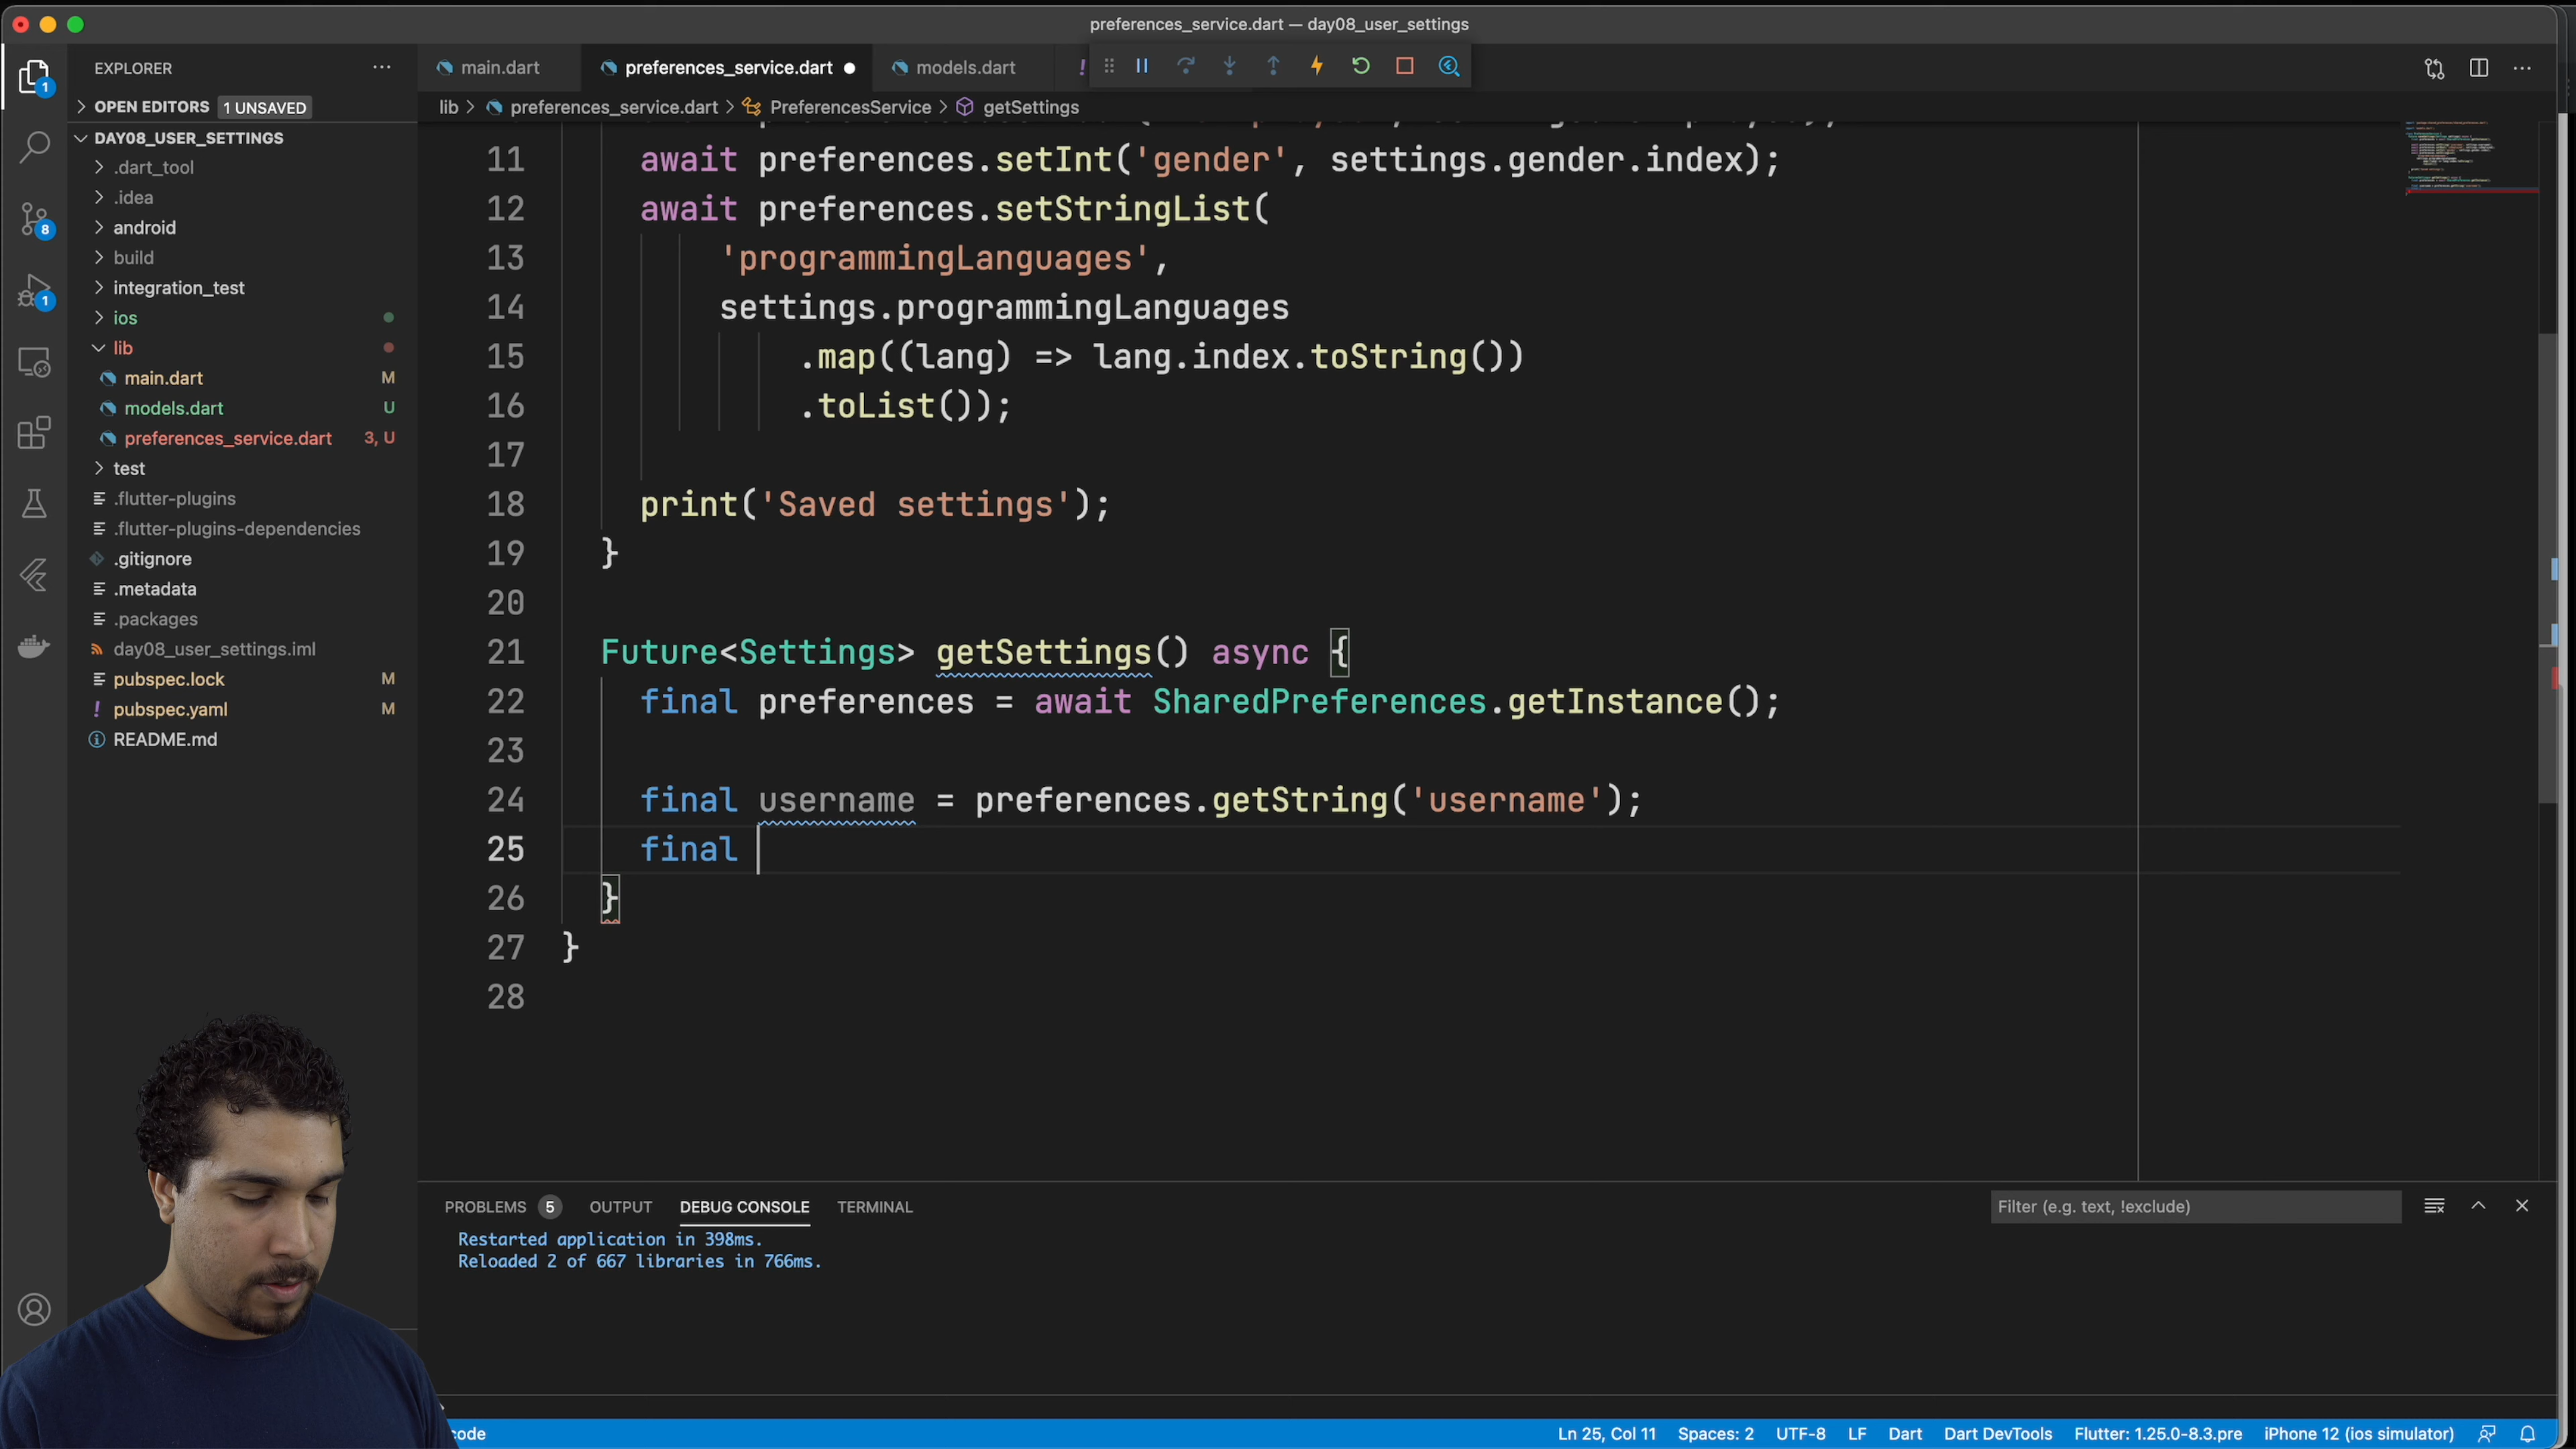 preferences_service.dart — day08_user_settings
EXPLORER
main.dart
preferences_service.dart
models.dart
OPEN EDITORS 1 UNSAVED
lib > preferences_service.dart > PreferencesService > getSettings
DAY08_USER_SETTINGS
.dart_tool
.idea
android
build
integration_test
ios
lib
main.dart M
models.dart U
preferences_service.dart 3, U
test
.flutter-plugins
.flutter-plugins-dependencies
.gitignore
.metadata
.packages
day08_user_settings.iml
pubspec.lock M
! pubspec.yaml M
README.md
1
8
1
11 await preferences.setInt('gender', settings.gender.index);
12 await preferences.setStringList(
13 'programmingLanguages',
14 settings.programmingLanguages
15 .map((lang) => lang.index.toString())
16 .toList());
17
18 print('Saved settings');
19 }
20
21 Future<Settings> getSettings() async {
22 final preferences = await SharedPreferences.getInstance();
23
24 final username = preferences.getString('username');
25 final
26 }
27 }
28
PROBLEMS 5 OUTPUT DEBUG CONSOLE TERMINAL
Filter (e.g. text, !exclude)
Restarted application in 398ms.
Reloaded 2 of 667 libraries in 766ms.
code
Ln 25, Col 11 Spaces: 2 UTF-8 LF Dart Dart DevTools Flutter: 1.25.0-8.3.pre iPhone 12 (ios simulator)